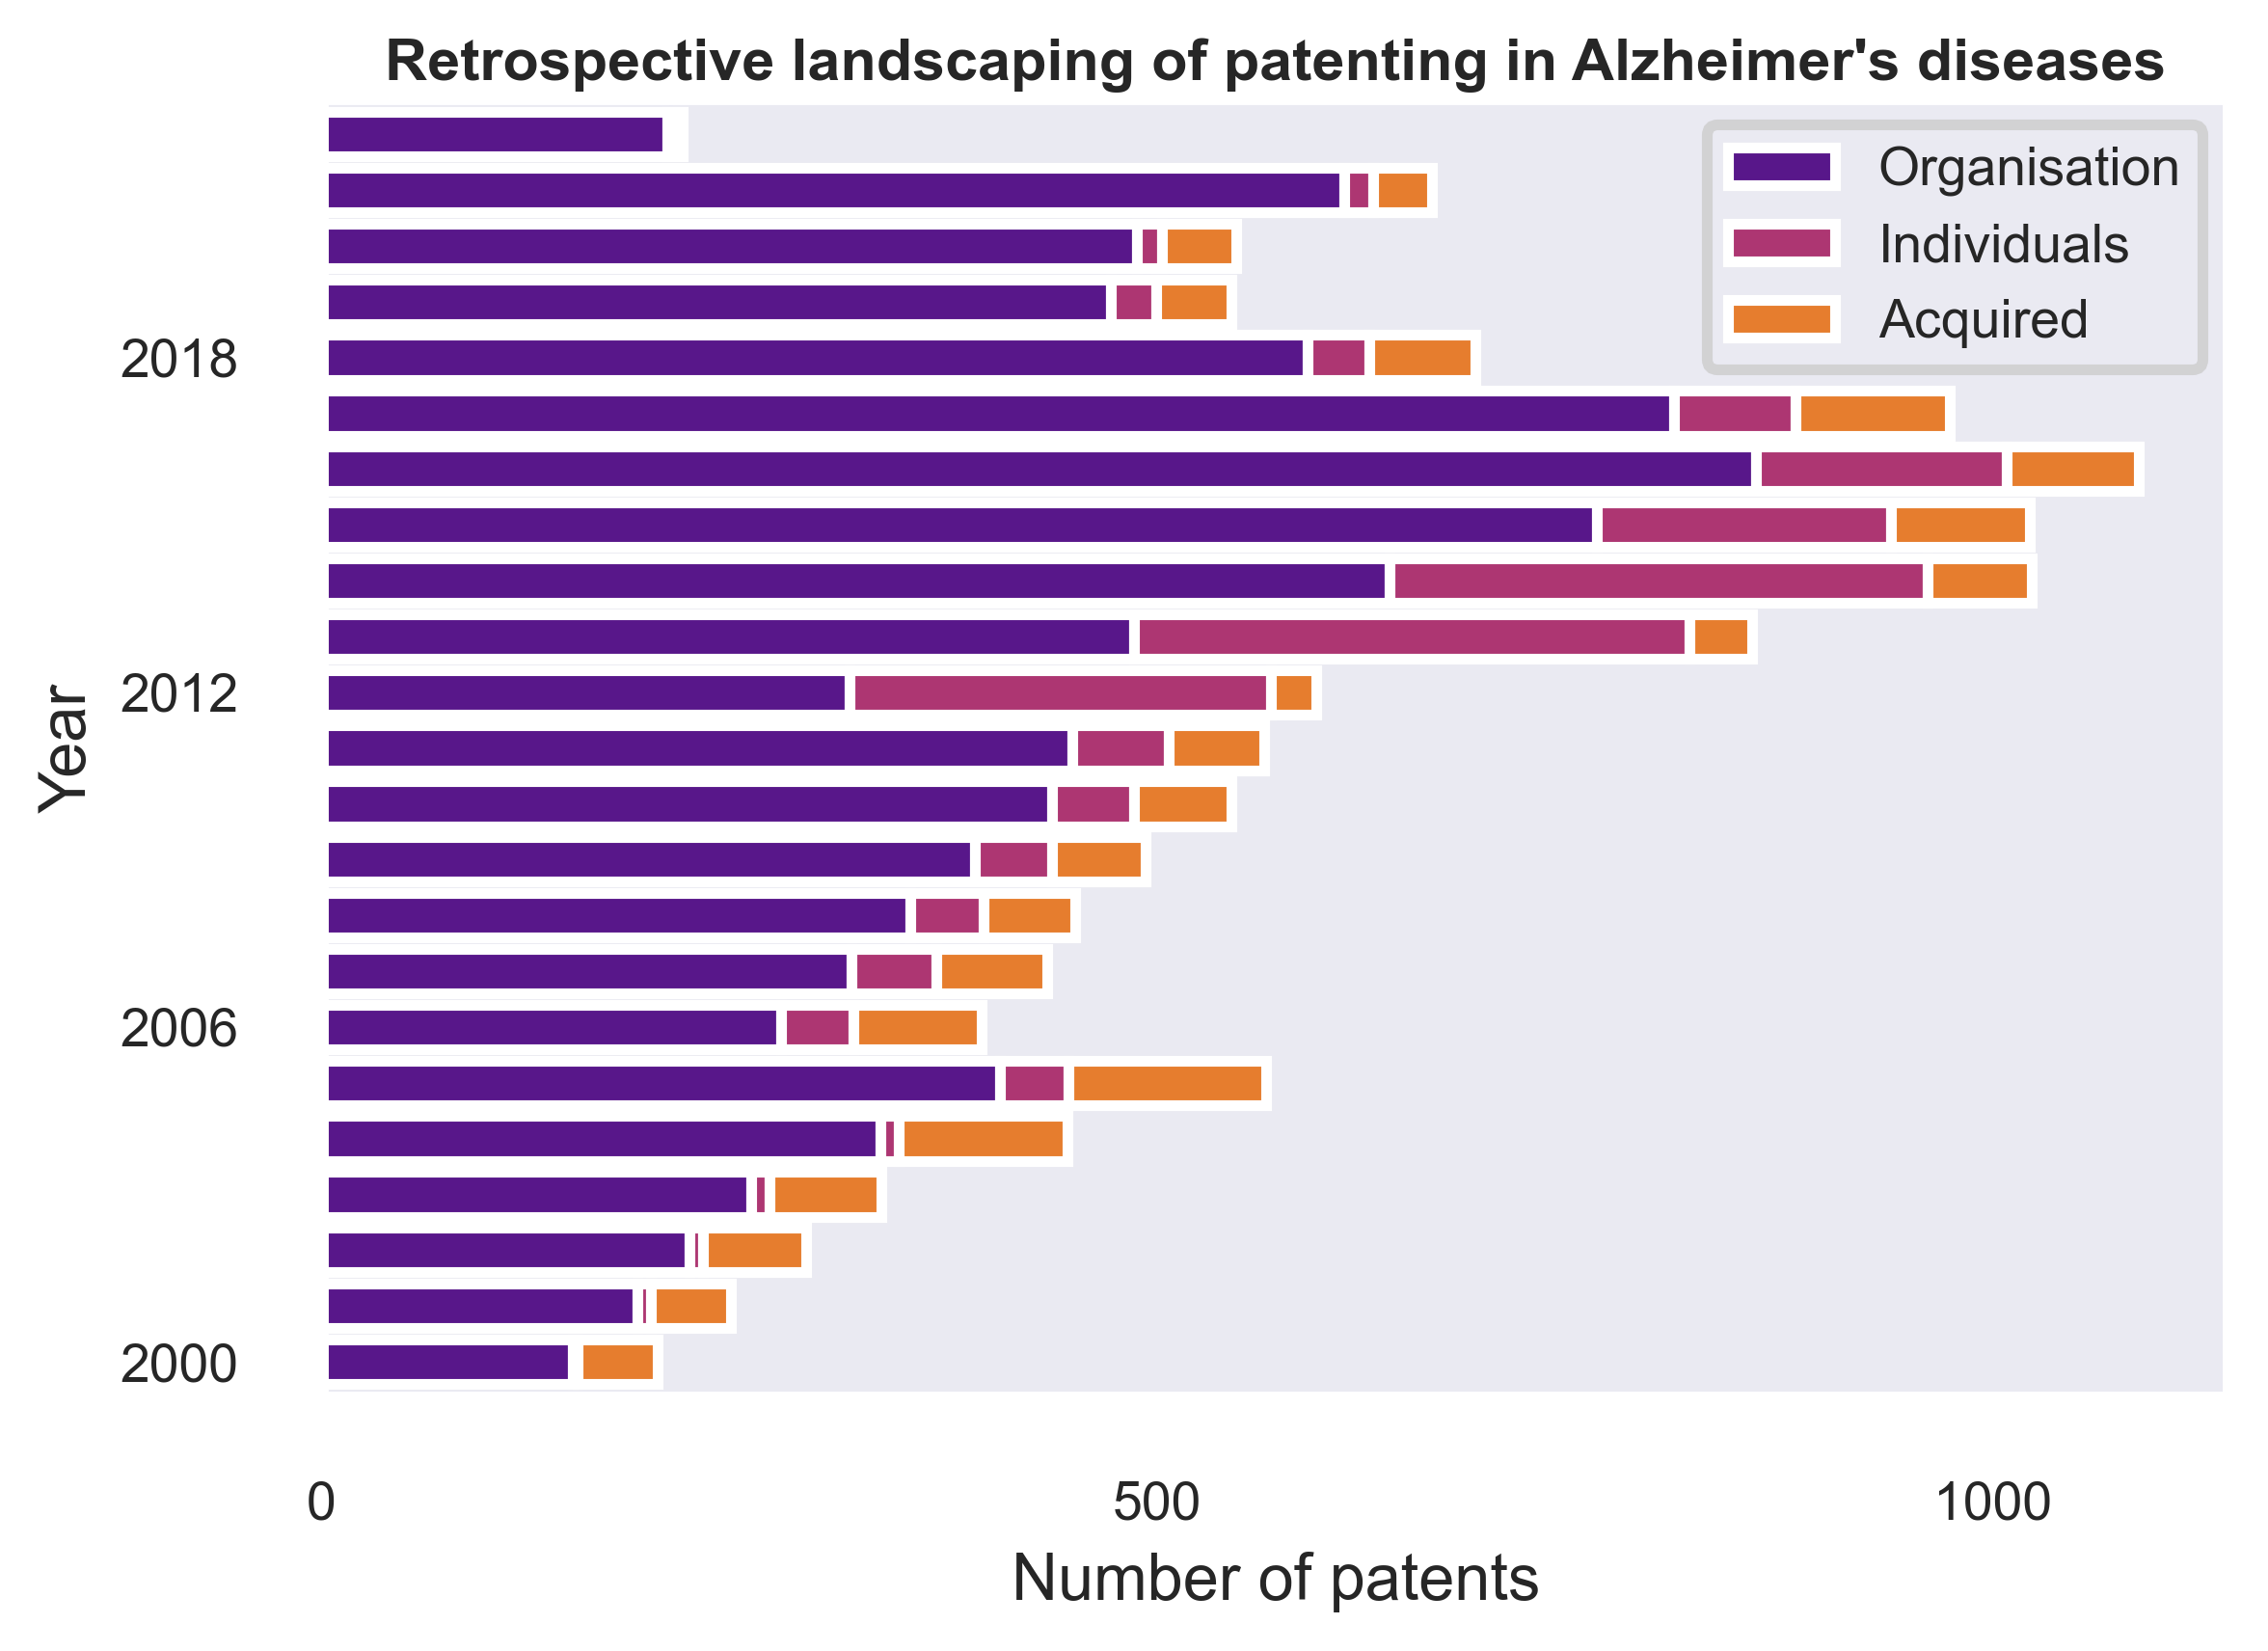 Retrospective landscaping of patenting in Alzheimer's diseases
Organisation
Individuals
Acquired
2018
2012
2006
2000
Year
0 500 1000
Number of patents